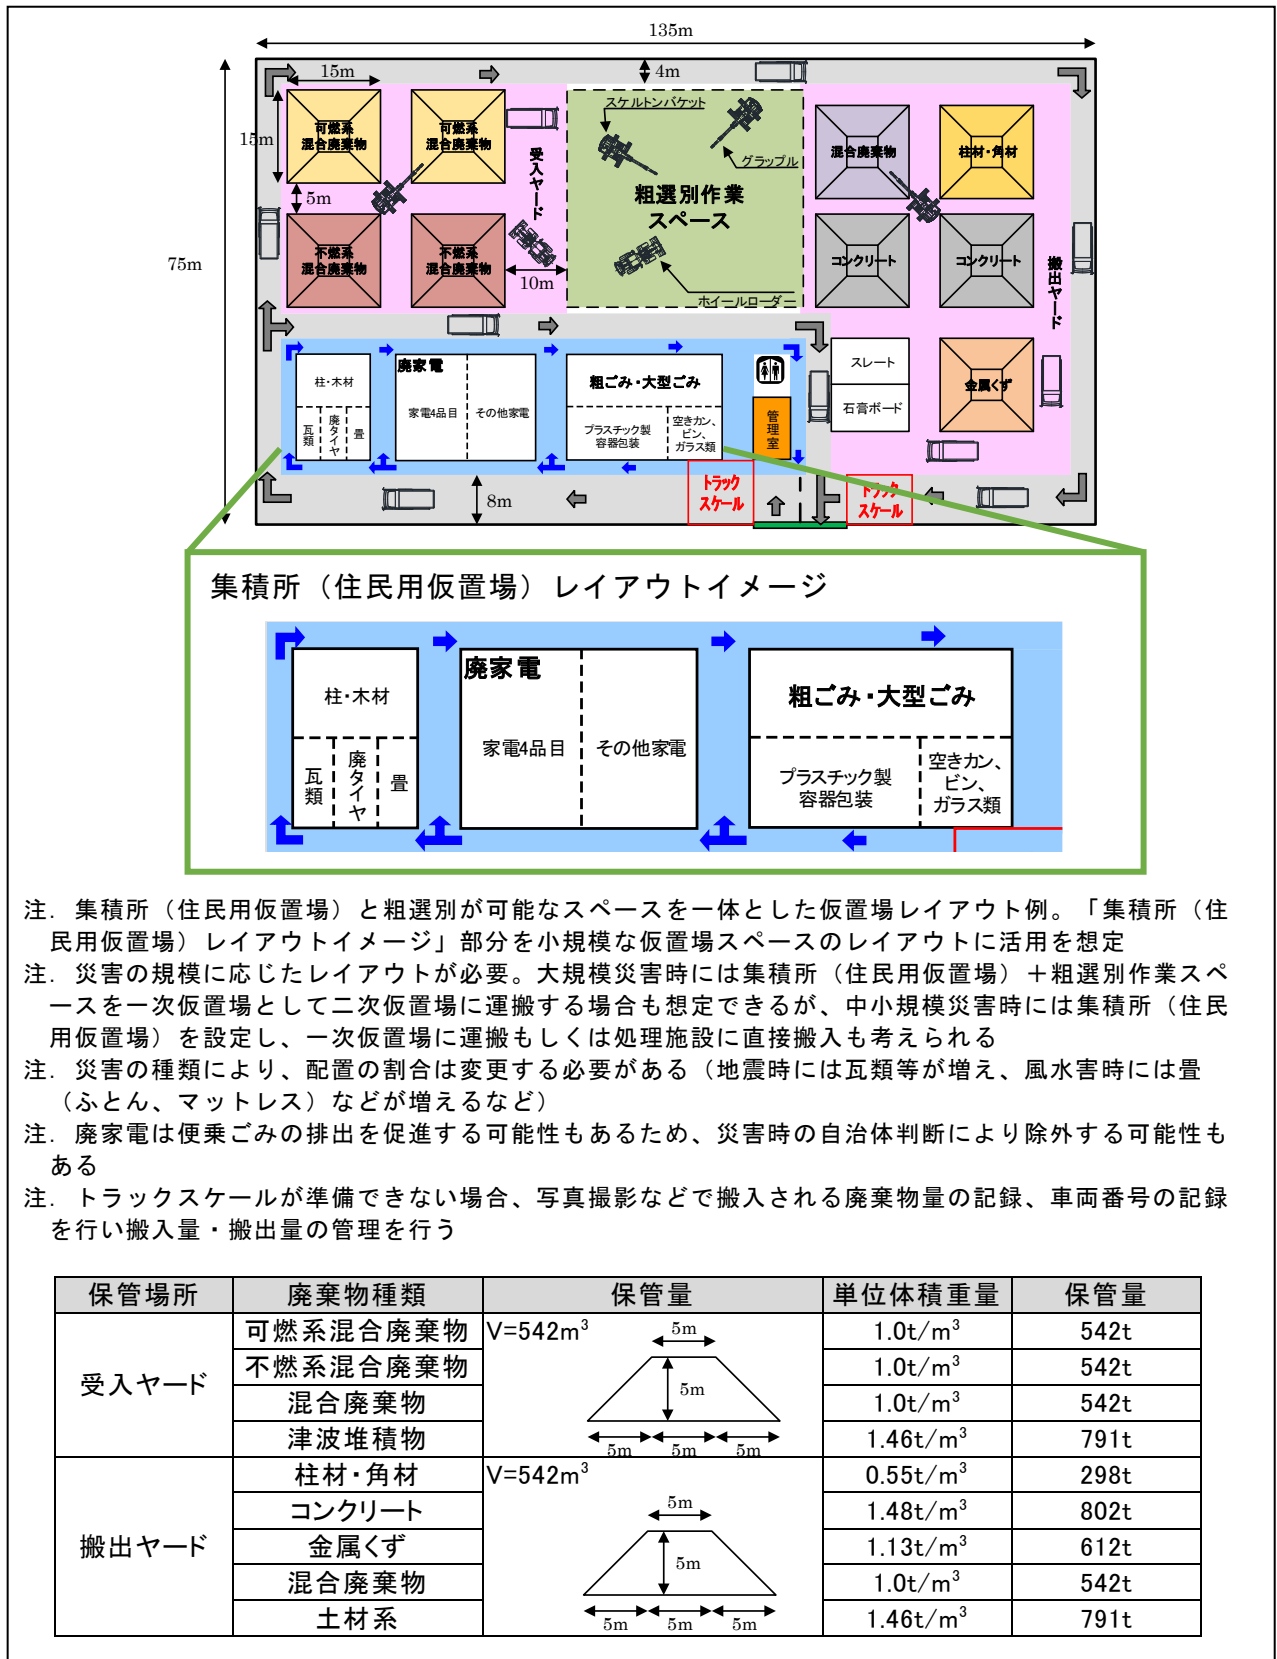 135m
15m
4m
15m
5m
75m
10m
8m
可燃系
混合廃棄物
可燃系
混合廃棄物
不燃系
混合廃棄物
不燃系
混合廃棄物
受入ヤード
スケルトンバケット
グラップル
粗選別作業
スペース
ホイールローダー
混合廃棄物
柱材・角材
コンクリート
コンクリート
搬出ヤード
スレート
石膏ボード
金属くず
柱・木材
瓦類
廃タイヤ
畳
廃家電
家電4品目
その他家電
粗ごみ・大型ごみ
プラスチック製
容器包装
空きカン、
ビン、
ガラス類
管理室
トラック
スケール
トラック
スケール
集積所（住民用仮置場）レイアウトイメージ
柱・木材
瓦類
廃タイヤ
畳
廃家電
家電4品目
その他家電
粗ごみ・大型ごみ
プラスチック製
容器包装
空きカン、
ビン、
ガラス類
注．集積所（住民用仮置場）と粗選別が可能なスペースを一体とした仮置場レイアウト例。「集積所（住
民用仮置場）レイアウトイメージ」部分を小規模な仮置場スペースのレイアウトに活用を想定
注．災害の規模に応じたレイアウトが必要。大規模災害時には集積所（住民用仮置場）＋粗選別作業スペ
ースを一次仮置場として二次仮置場に運搬する場合も想定できるが、中小規模災害時には集積所（住民
用仮置場）を設定し、一次仮置場に運搬もしくは処理施設に直接搬入も考えられる
注．災害の種類により、配置の割合は変更する必要がある（地震時には瓦類等が増え、風水害時には畳
（ふとん、マットレス）などが増えるなど）
注．廃家電は便乗ごみの排出を促進する可能性もあるため、災害時の自治体判断により除外する可能性も
ある
注．トラックスケールが準備できない場合、写真撮影などで搬入される廃棄物量の記録、車両番号の記録
を行い搬入量・搬出量の管理を行う
保管場所 廃棄物種類 保管量 単位体積重量 保管量
受入ヤード
可燃系混合廃棄物 V=542m³ 1.0t/m³ 542t
不燃系混合廃棄物 1.0t/m³ 542t
混合廃棄物 1.0t/m³ 542t
津波堆積物 1.46t/m³ 791t
5m
5m
5m 5m 5m
搬出ヤード
柱材・角材 V=542m³ 0.55t/m³ 298t
コンクリート 1.48t/m³ 802t
金属くず 1.13t/m³ 612t
混合廃棄物 1.0t/m³ 542t
土材系 1.46t/m³ 791t
5m
5m
5m 5m 5m